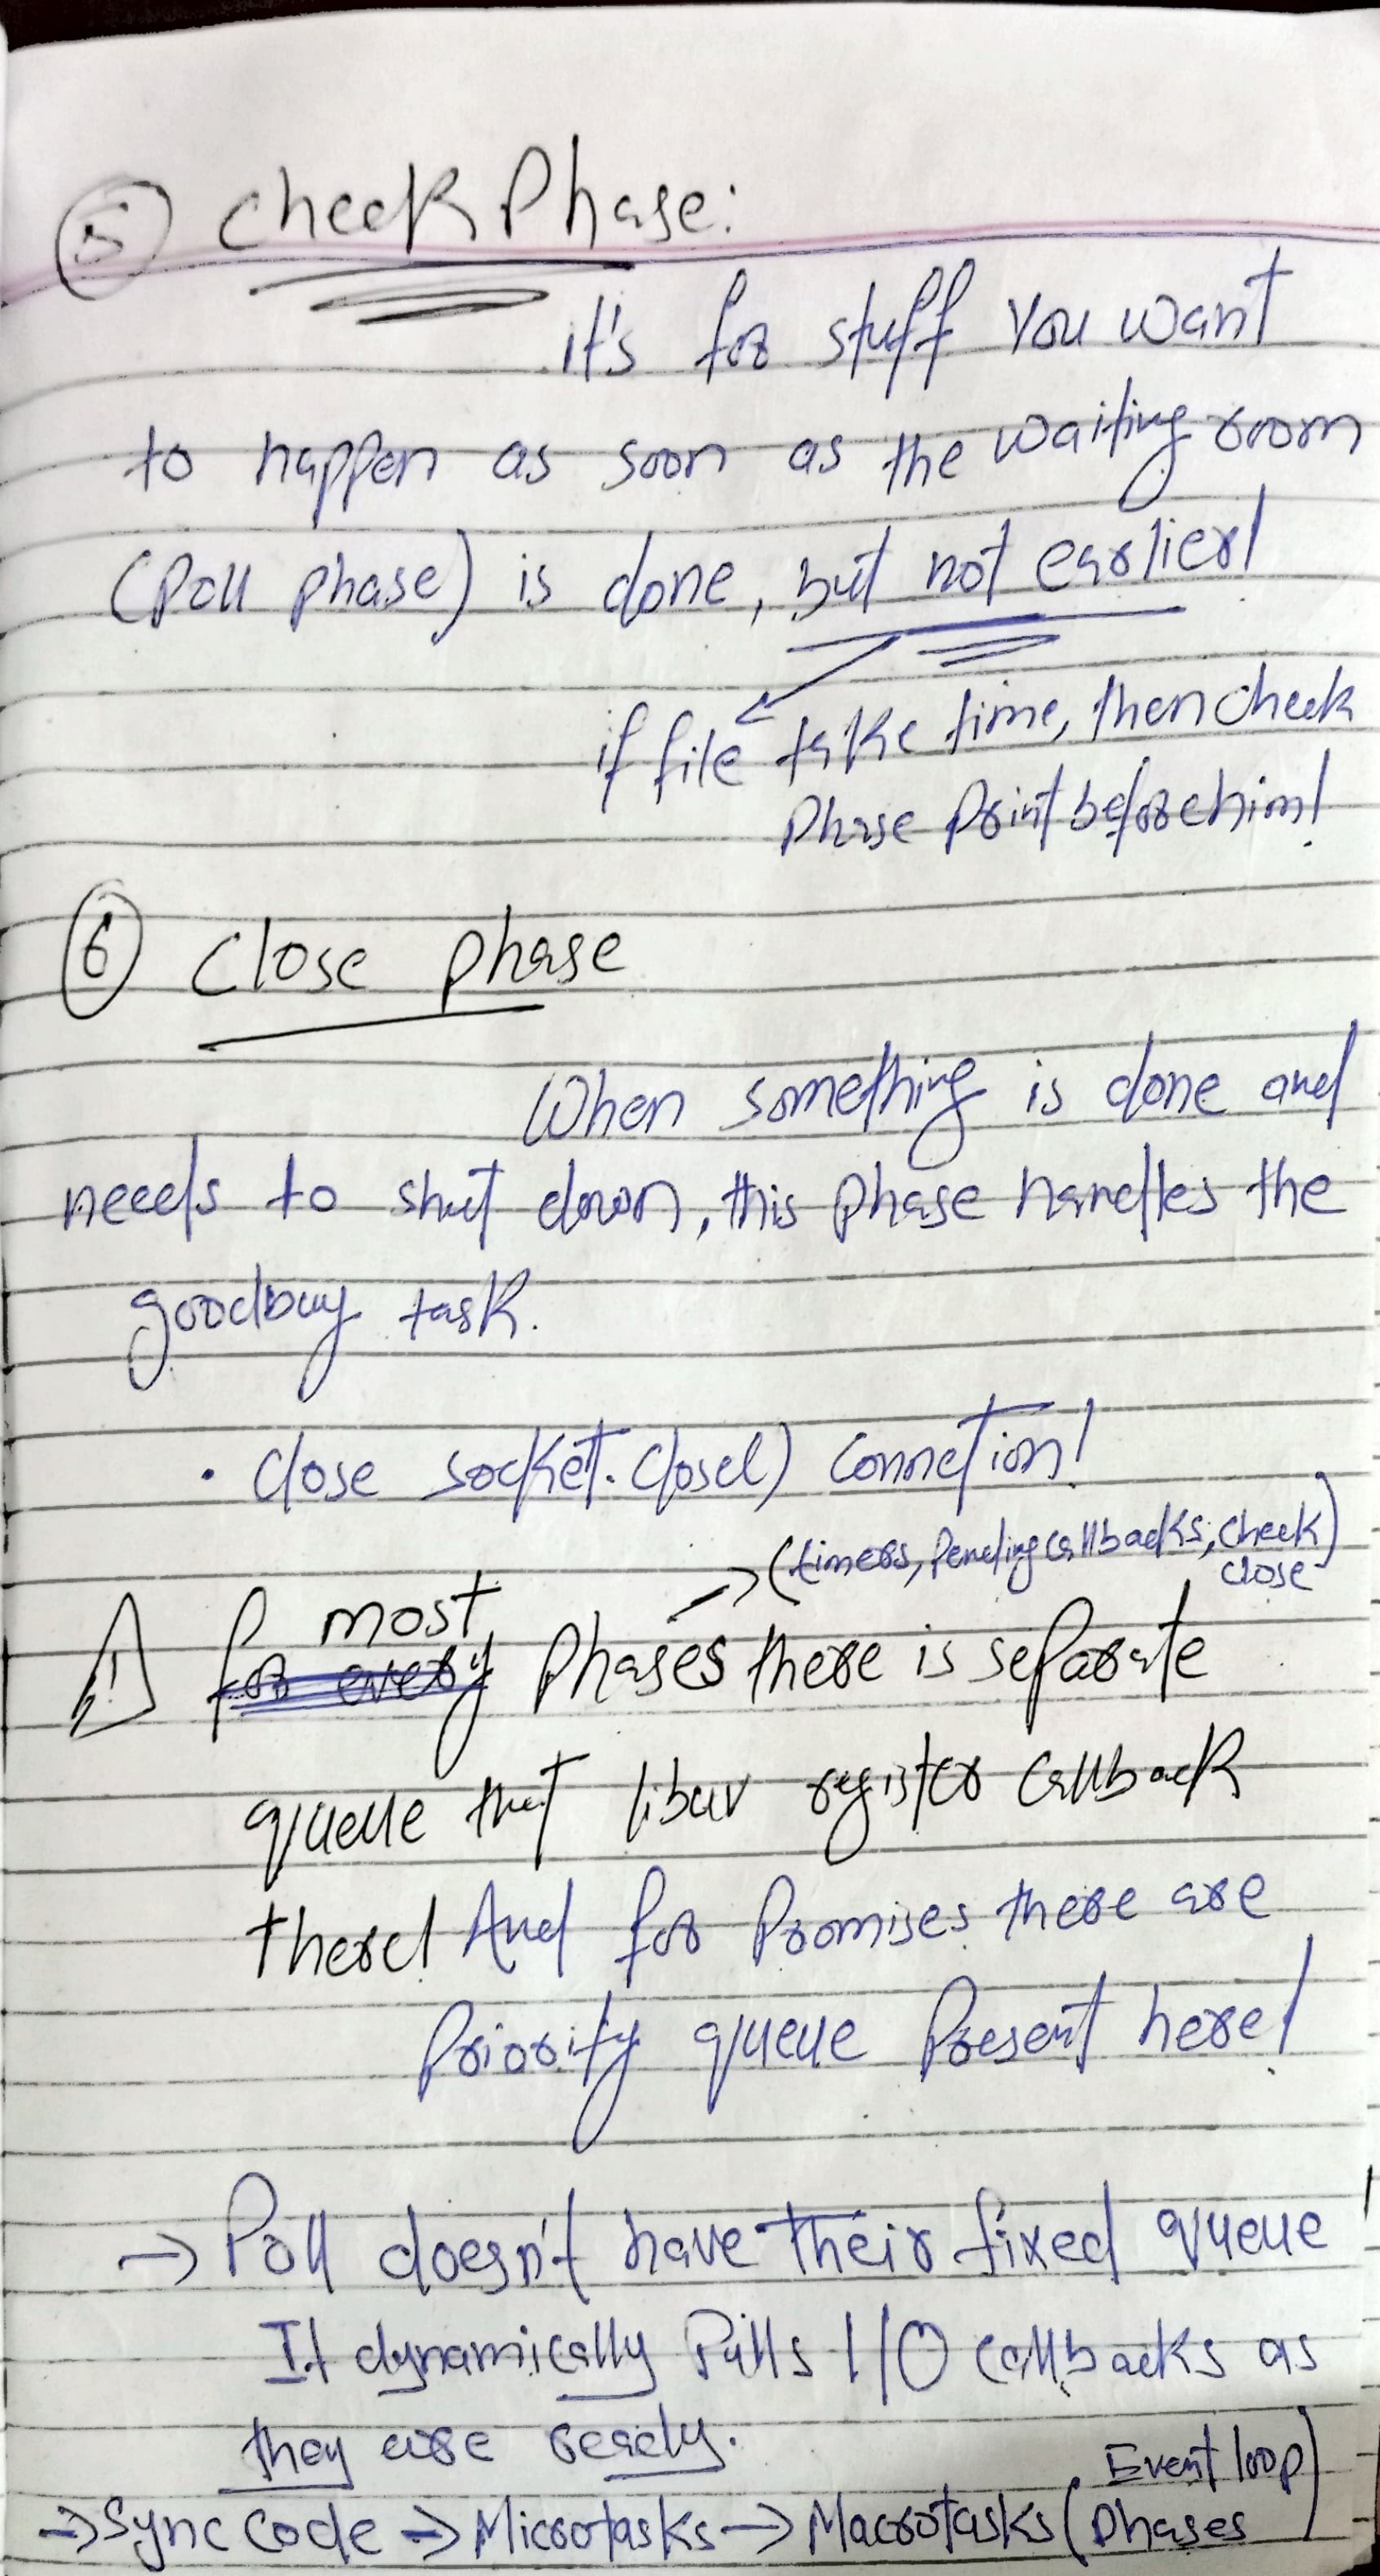 ⑤ Check Phase:
it's for stuff you want
to happen as soon as the waiting room
(Poll phase) is done, but not earlier!
if file take time, then check
Phase Print before him!
⑥ Close phase
When something is done and
needs to shut down, this phase handles the
goodbuy task.
• Close socket.close() connetion!
→ (timers, Pending callbacks, check
close)
most
for every Phases there is separate
queue that libuv register callback
there! And for Promises there are
Priority queue Present here!
→ Poll doesn't have their fixed queue!
It dynamically Pulls I/O callbacks as
they are ready.
→ Sync Code → Microtasks → Macrotasks (Event loop
Phases)